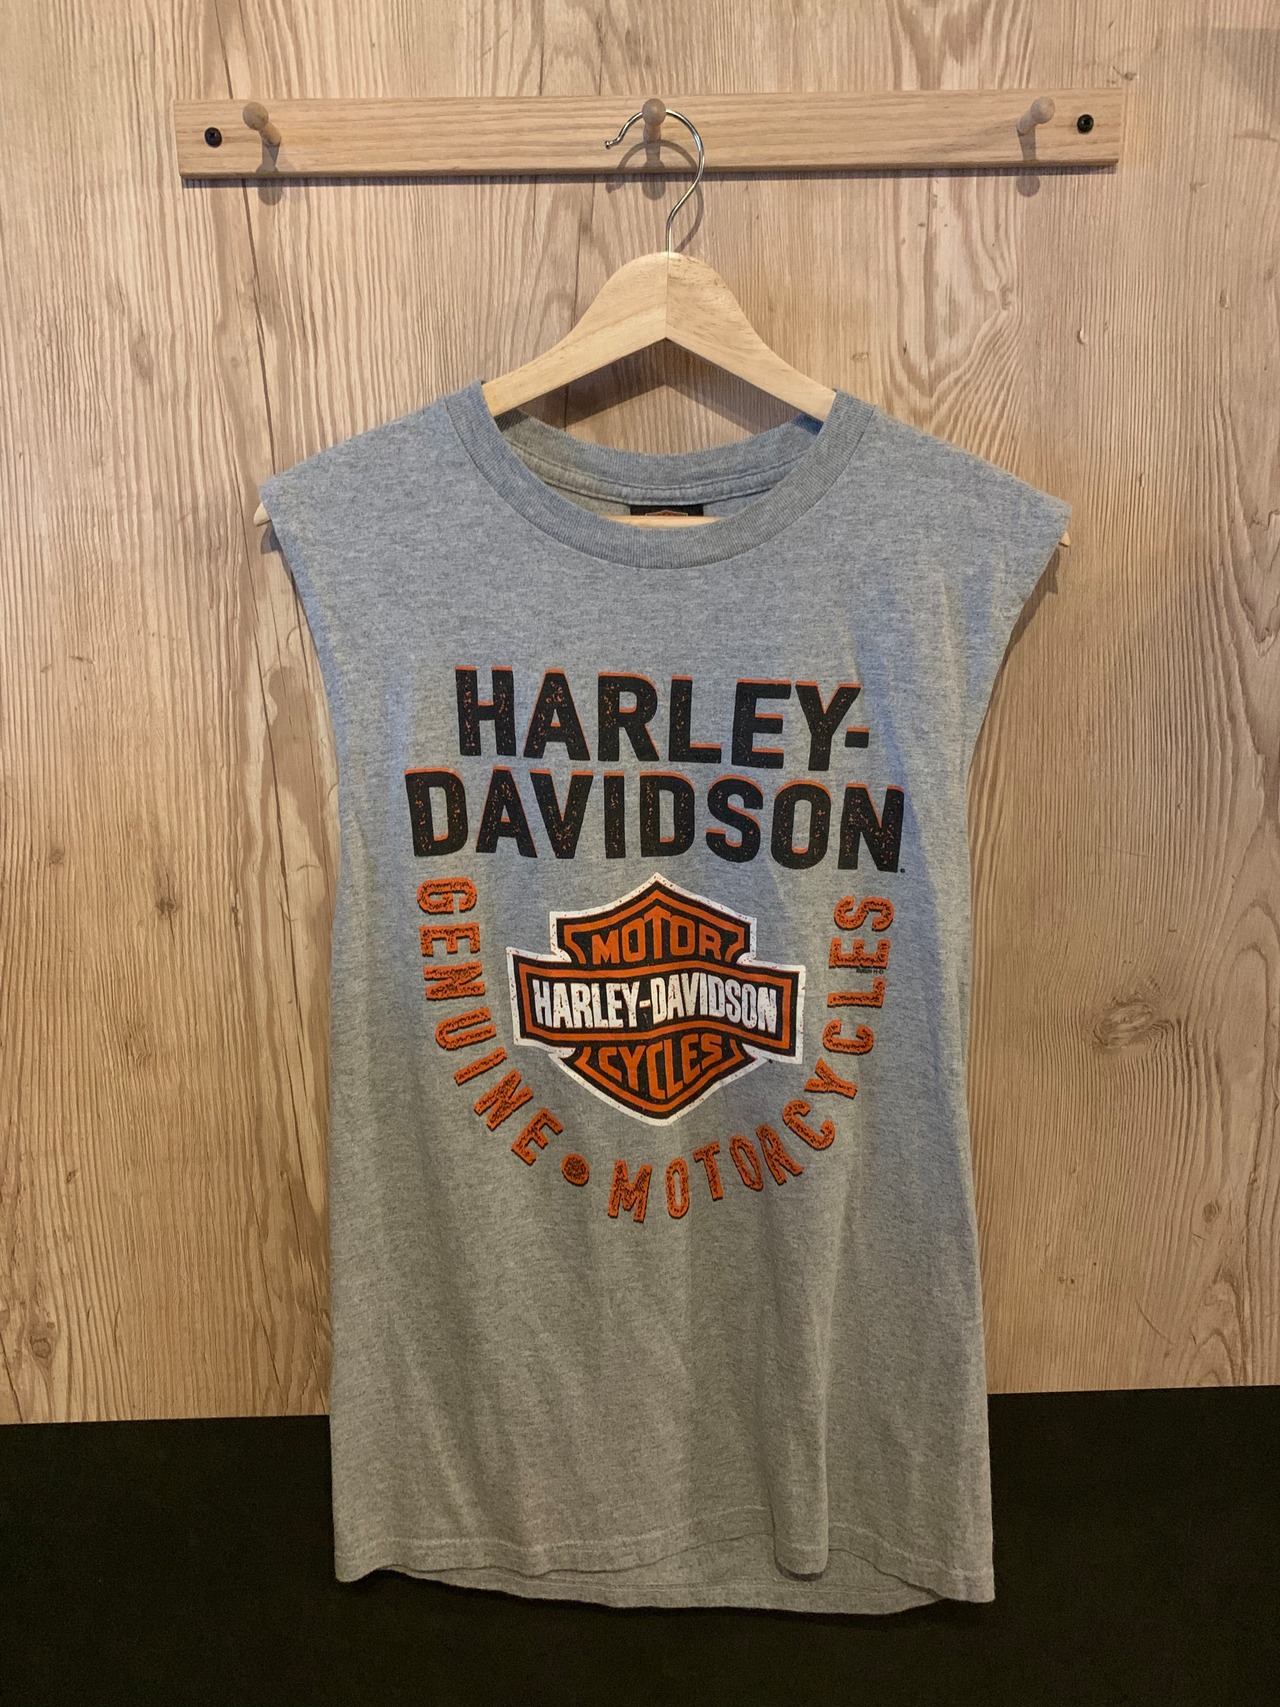 HARLEY-
DAVIDSON.
MOTOR
HARLEY-DAVIDSON
CYCLES
GENUINE • MOTORCYCLES